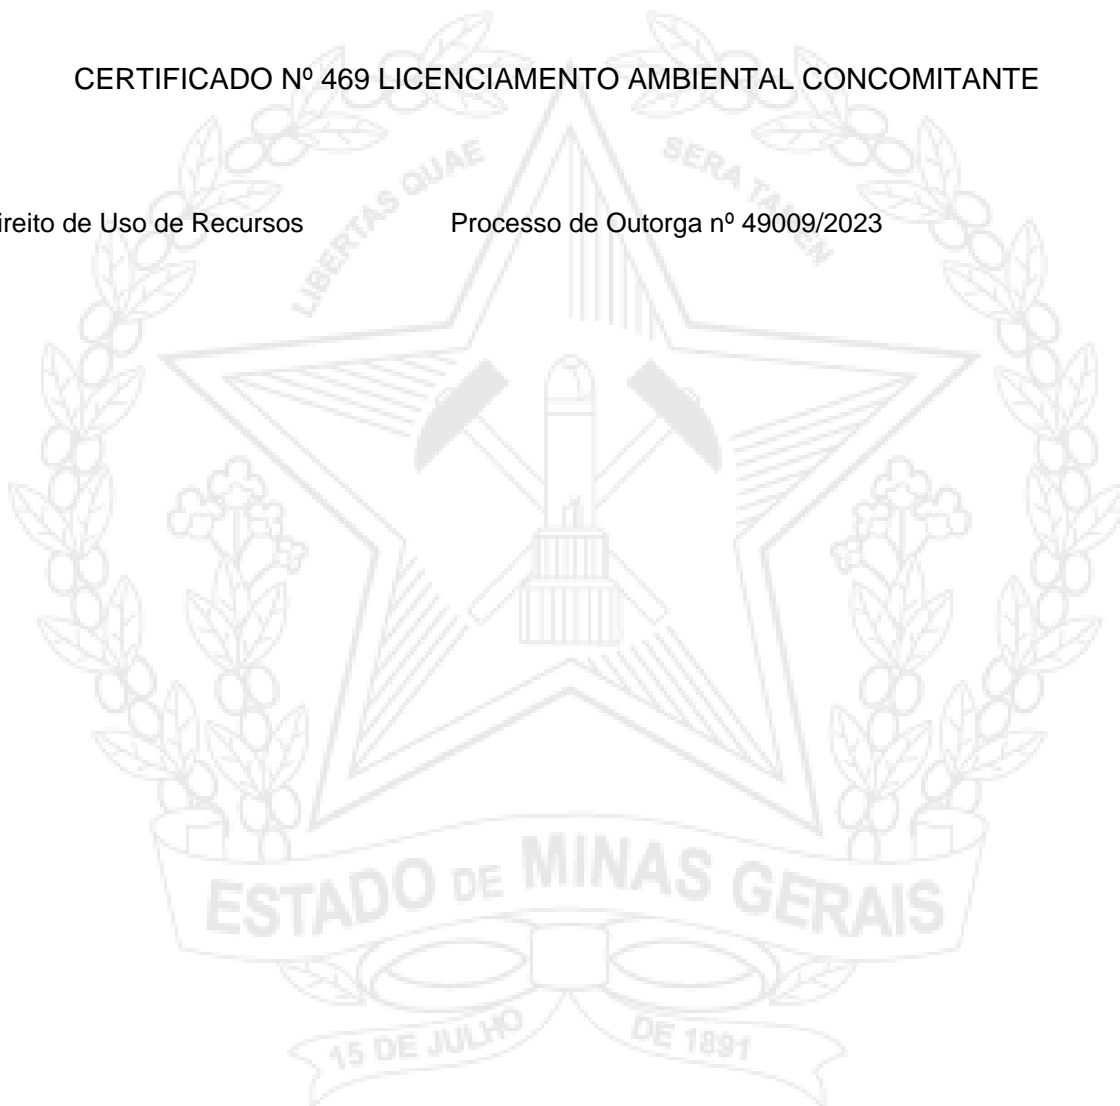 CERTIFICADO Nº 469 LICENCIAMENTO AMBIENTAL CONCOMITANTE
LIBERTAS QUAE SERA TAMEN
ireito de Uso de Recursos Processo de Outorga nº 49009/2023
ESTADO DE MINAS GERAIS
15 DE JULHO DE 1891